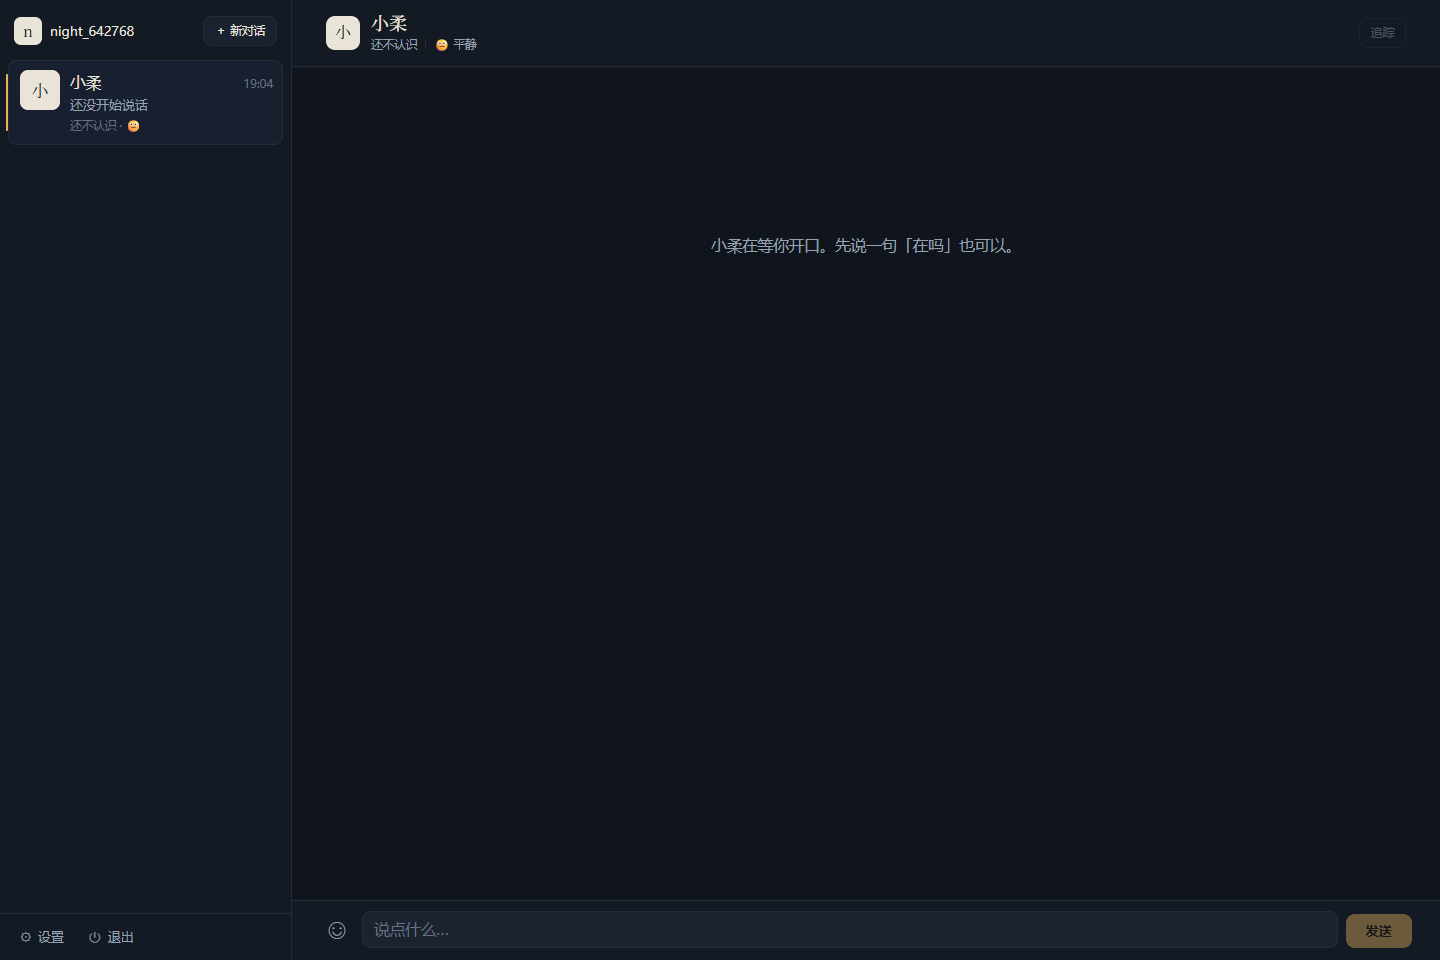 n night_642768 + 新对话
小 小柔 19:04
还没开始说话
还不认识 ·
设置 退出
小 小柔
还不认识 平静
追踪
小柔在等你开口。先说一句「在吗」也可以。
说点什么...
发送